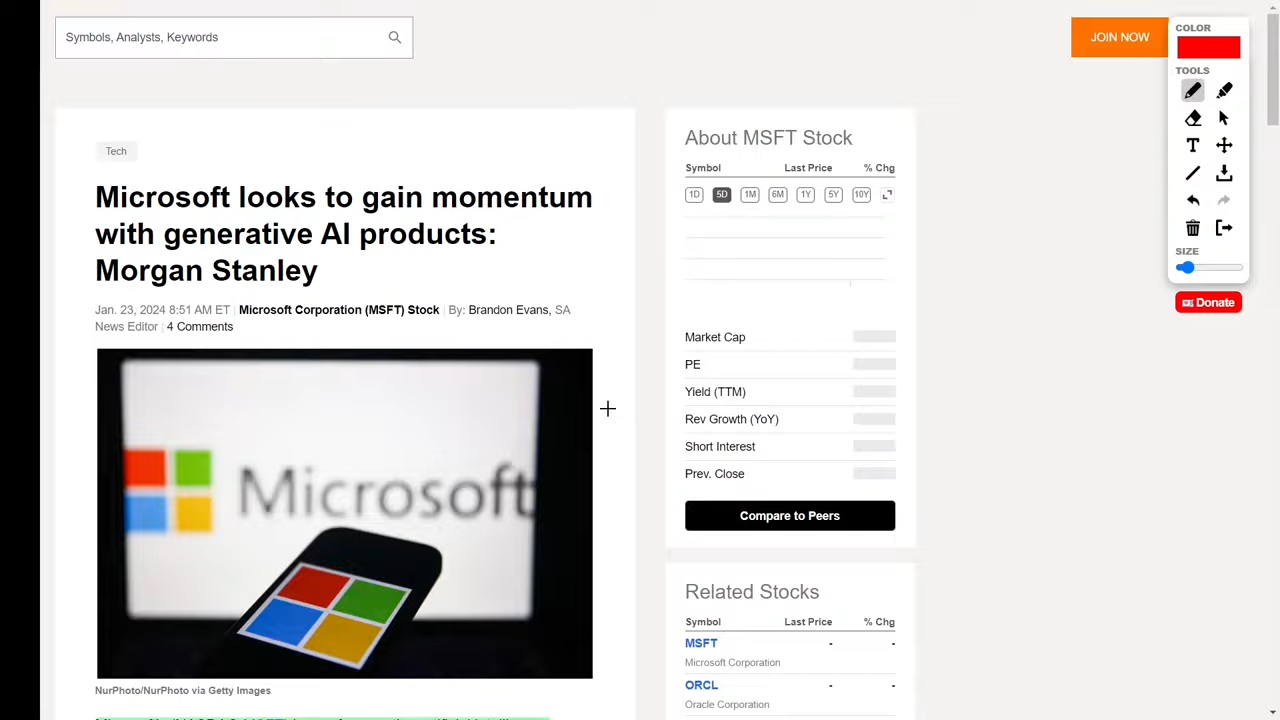 Symbols, Analysts, Keywords
JOIN NOW
COLOR
TOOLS
SIZE
Donate
Tech
Microsoft looks to gain momentum
with generative AI products:
Morgan Stanley
Jan. 23, 2024 8:51 AM ET | Microsoft Corporation (MSFT) Stock | By: Brandon Evans, SA
News Editor | 4 Comments
Microsoft
NurPhoto/NurPhoto via Getty Images
About MSFT Stock
Symbol Last Price % Chg
1D 5D 1M 6M 1Y 5Y 10Y
Market Cap
PE
Yield (TTM)
Rev Growth (YoY)
Short Interest
Prev. Close
Compare to Peers
Related Stocks
Symbol Last Price % Chg
MSFT - -
Microsoft Corporation
ORCL - -
Oracle Corporation